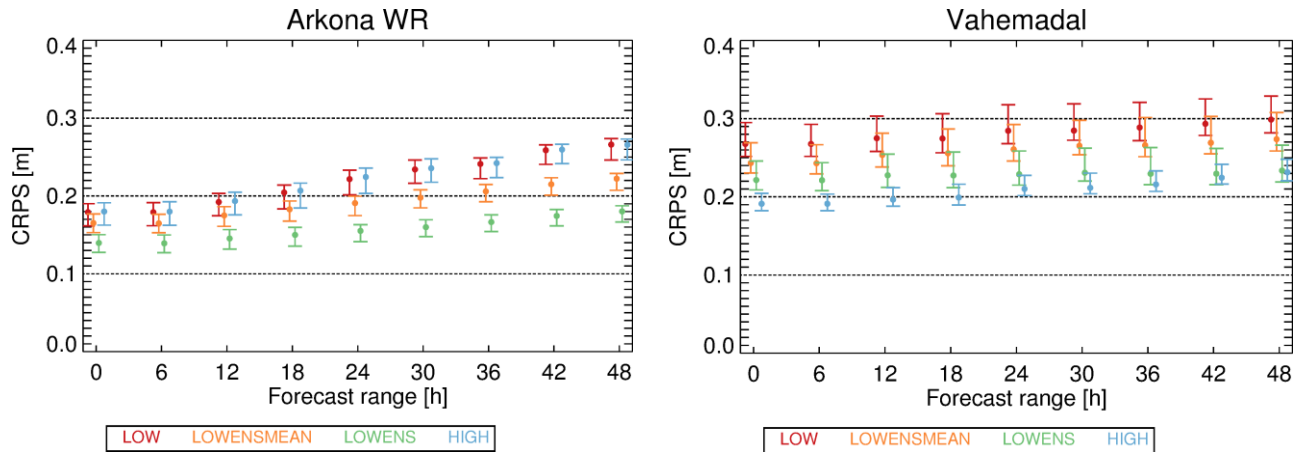 Arkona WR
0.4
0.3
0.2
0.1
0.0
CRPS [m]
0 6 12 18 24 30 36 42 48
Forecast range [h]
LOW LOWENSMEAN LOWENS HIGH
Vahemadal
0.4
0.3
0.2
0.1
0.0
CRPS [m]
0 6 12 18 24 30 36 42 48
Forecast range [h]
LOW LOWENSMEAN LOWENS HIGH